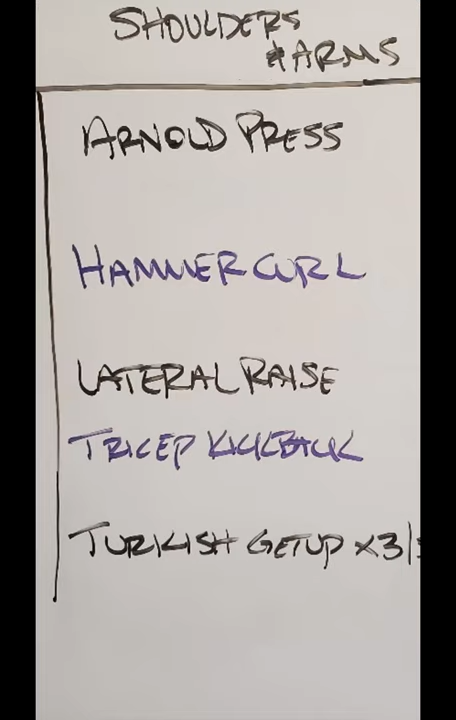 SHOULDERS
& ARMS
ARNOLD PRESS
HAMMER CURL
LATERAL RAISE
TRICEP KICKBACK
TURKISH GETUP x3/